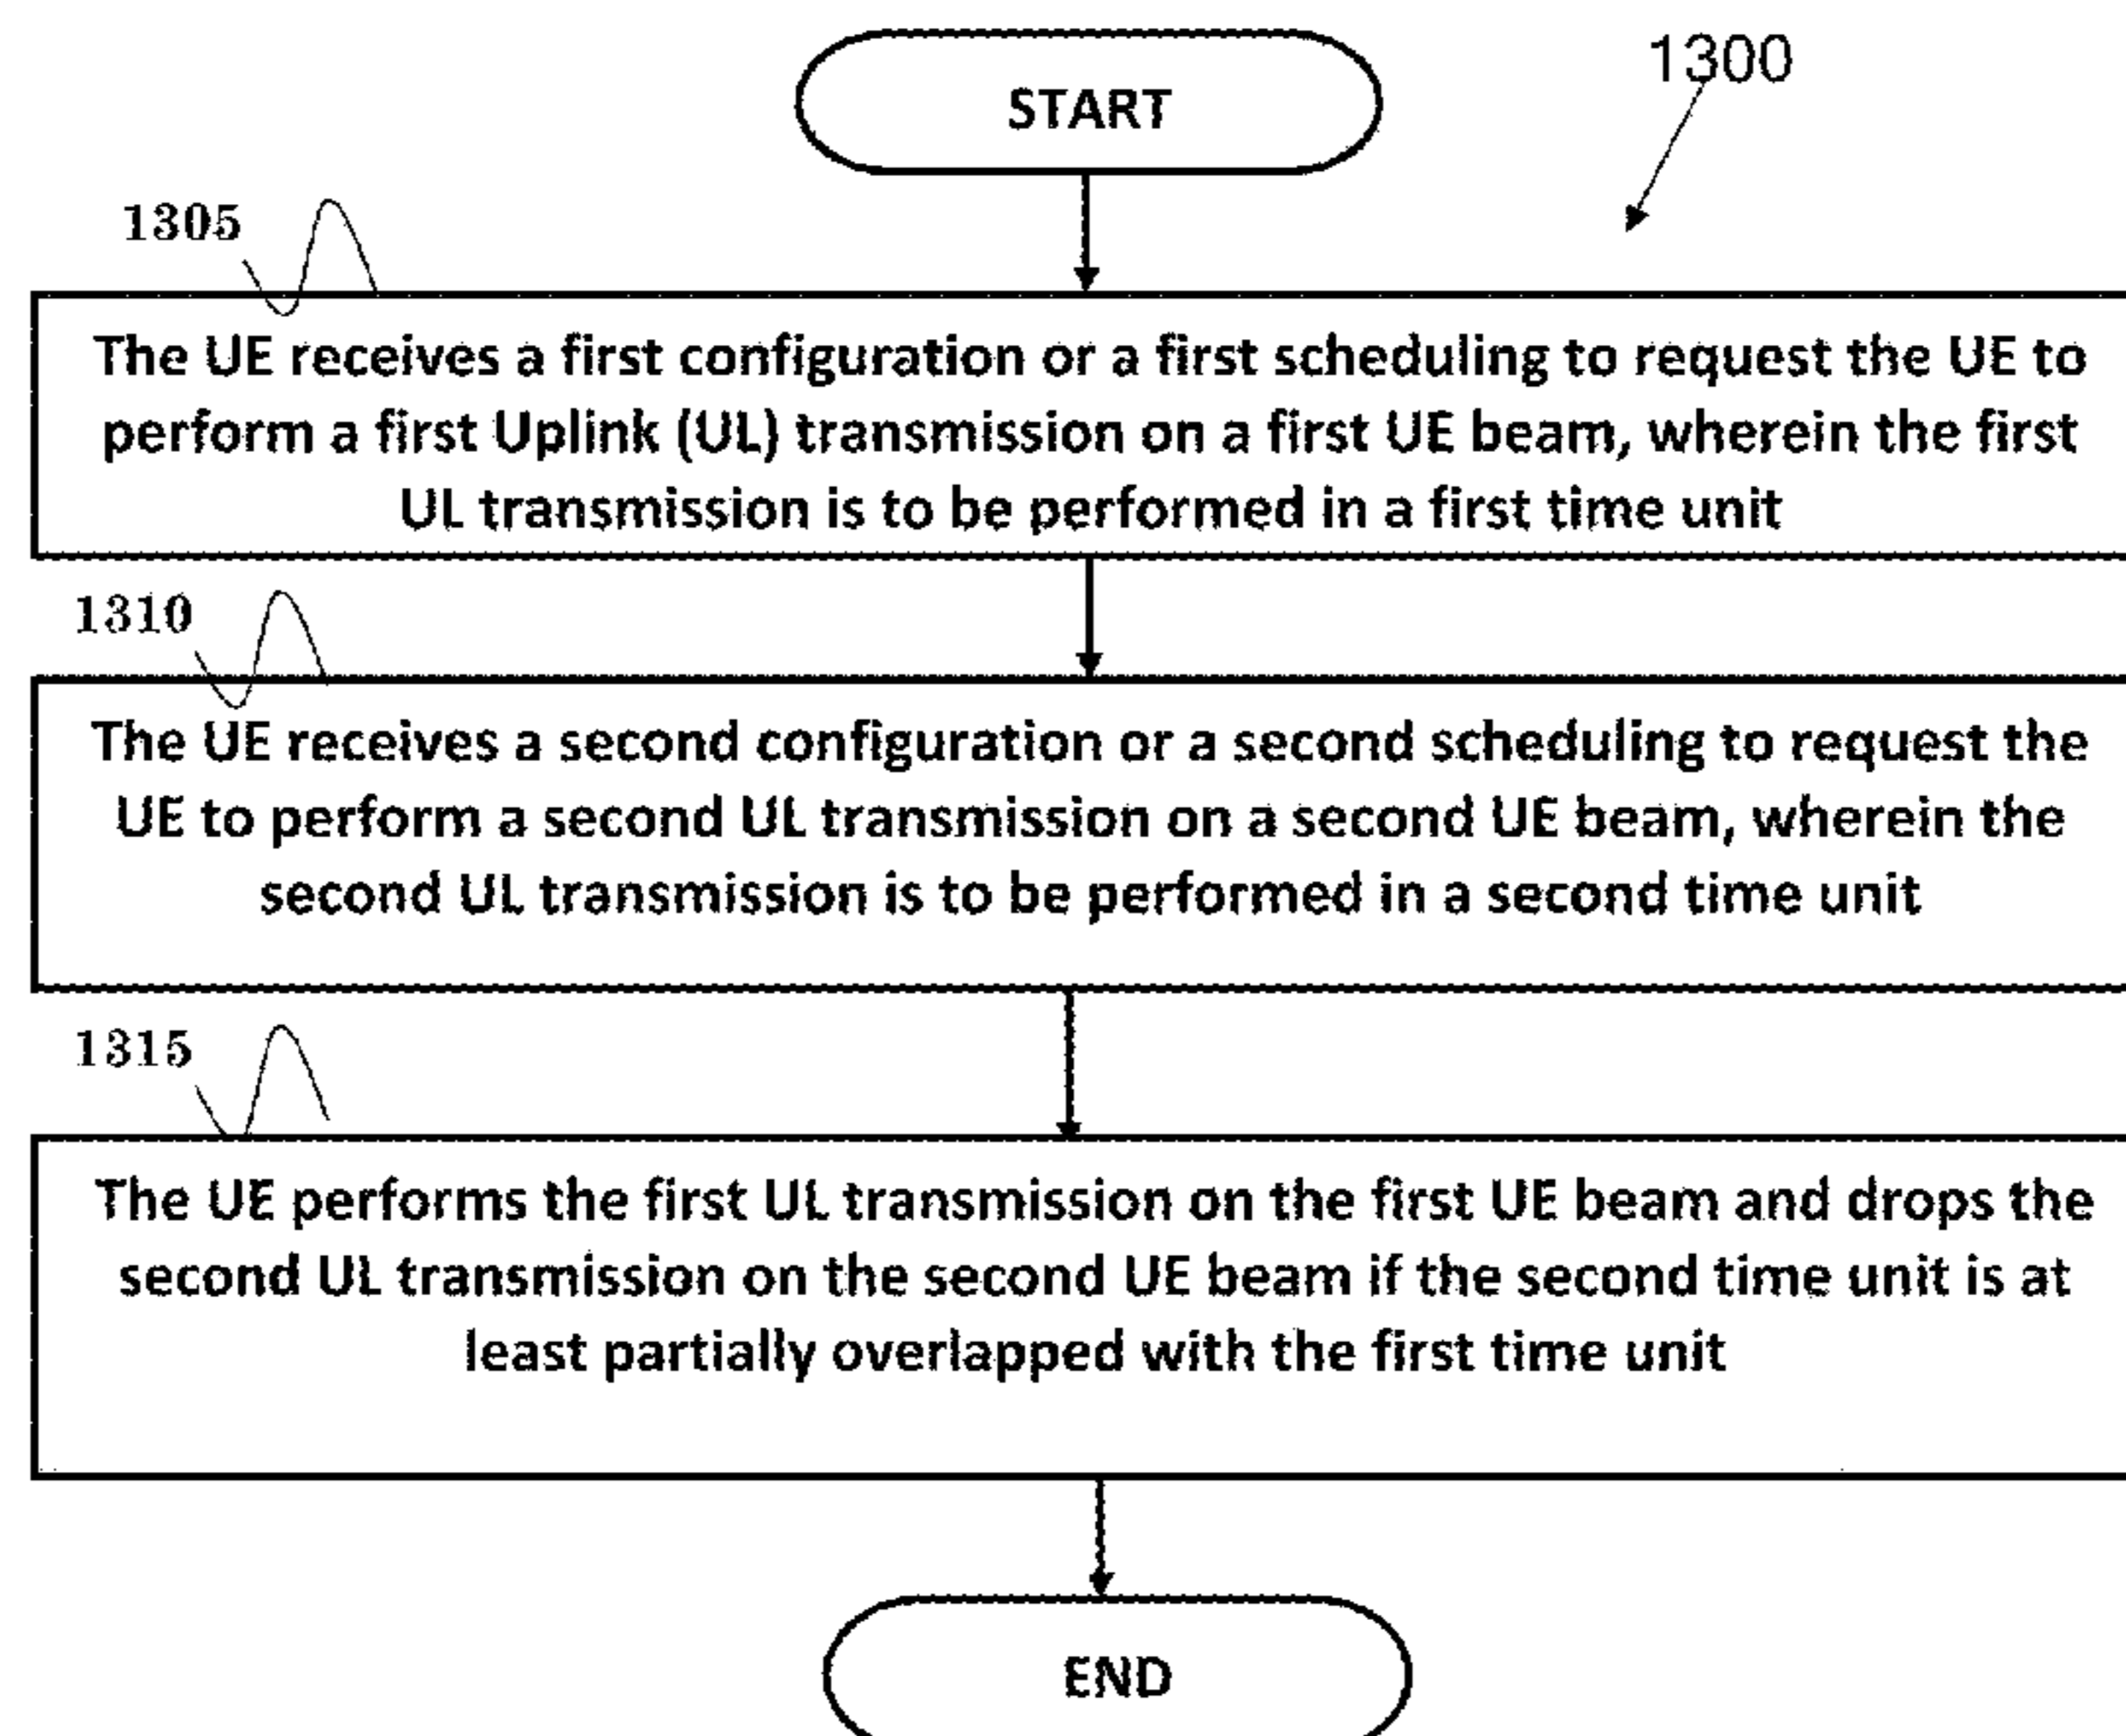 START
1300
1305
The UE receives a first configuration or a first scheduling to request the UE to
perform a first Uplink (UL) transmission on a first UE beam, wherein the first
UL transmission is to be performed in a first time unit
1310
The UE receives a second configuration or a second scheduling to request the
UE to perform a second UL transmission on a second UE beam, wherein the
second UL transmission is to be performed in a second time unit
1315
The UE performs the first UL transmission on the first UE beam and drops the
second UL transmission on the second UE beam if the second time unit is at
least partially overlapped with the first time unit
END